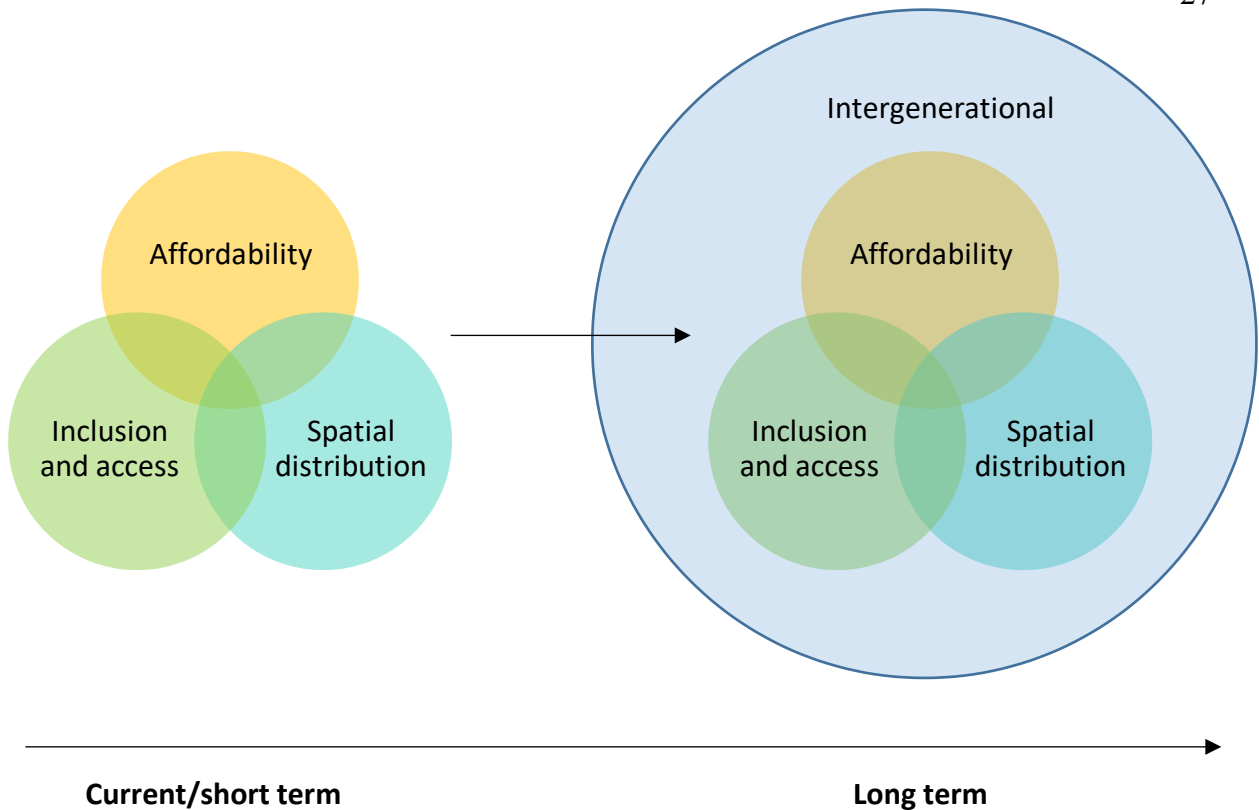 Intergenerational
Affordability
Affordability
Inclusion
and access
Spatial
distribution
Inclusion
and access
Spatial
distribution
Current/short term
Long term